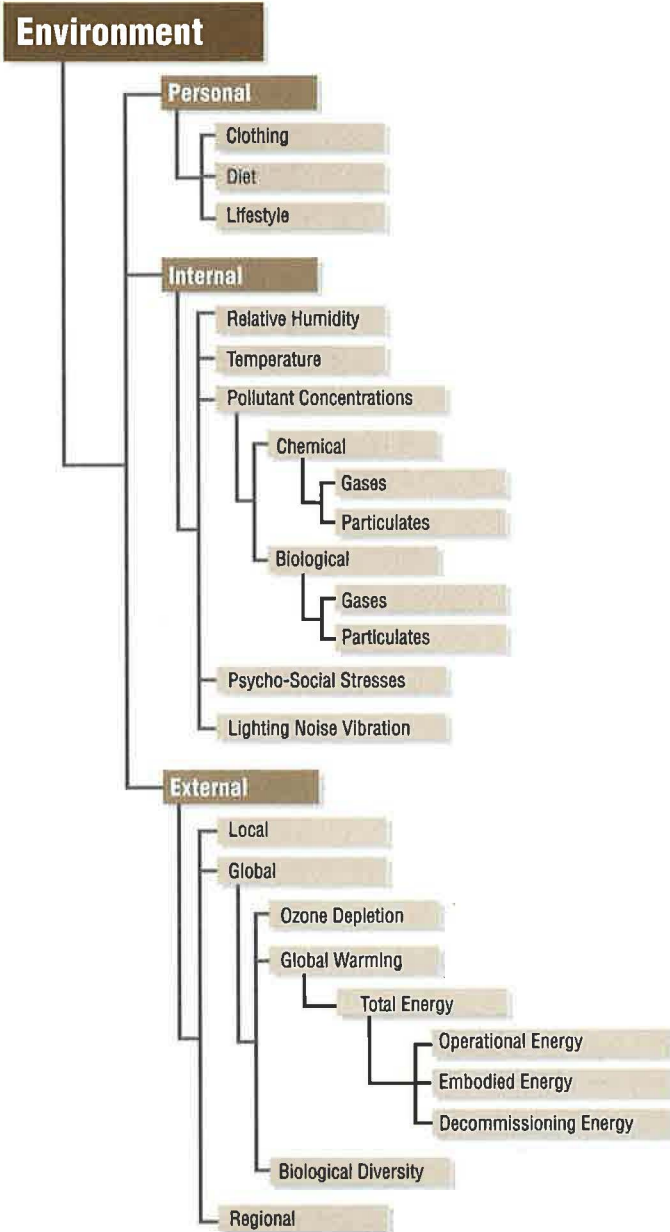 Environment
Personal
Clothing
Diet
Lifestyle
Internal
Relative Humidity
Temperature
Pollutant Concentrations
Chemical
Gases
Particulates
Biological
Gases
Particulates
Psycho-Social Stresses
Lighting Noise Vibration
External
Local
Global
Ozone Depletion
Global Warming
Total Energy
Operational Energy
Embodied Energy
Decommissioning Energy
Biological Diversity
Regional